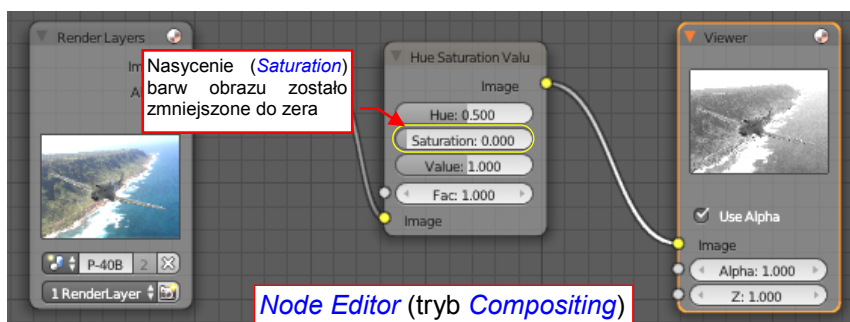 Render Layers
Im
A
P-40B 2
1 RenderLayer
Nasycenie (Saturation)
barw obrazu zostało
zmniejszone do zera
Hue Saturation Valu
Image
Hue: 0.500
Saturation: 0.000
Value: 1.000
Fac: 1.000
Image
Viewer
Use Alpha
Image
Alpha: 1.000
Z: 1.000
Node Editor (tryb Compositing)